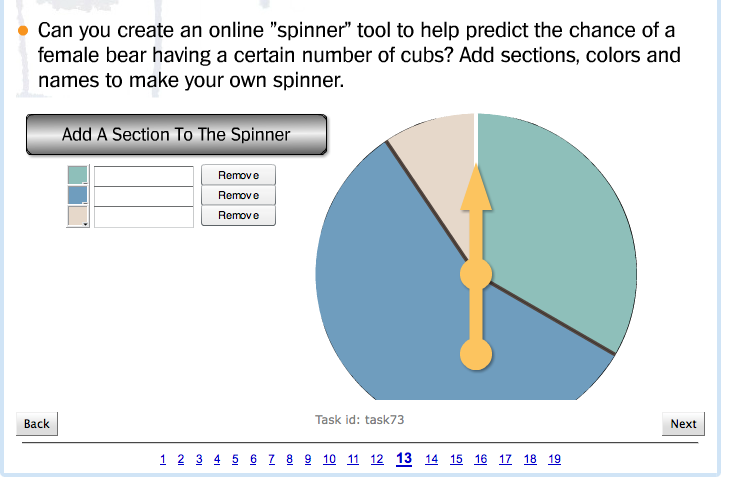 Can you create an online ”spinner” tool to help predict the chance of a
female bear having a certain number of cubs? Add sections, colors and
names to make your own spinner.
Add A Section To The Spinner
Remove
Remove
Remove
Back
Task id: task73
Next
1 2 3 4 5 6 7 8 9 10 11 12 13 14 15 16 17 18 19